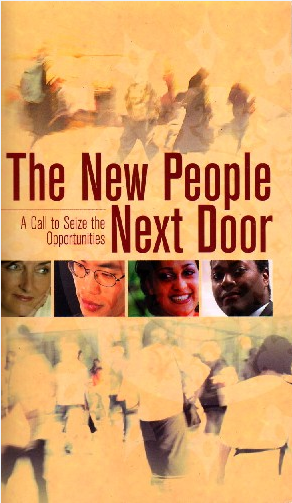 The New People
A Call to Seize the
Opportunities
Next Door